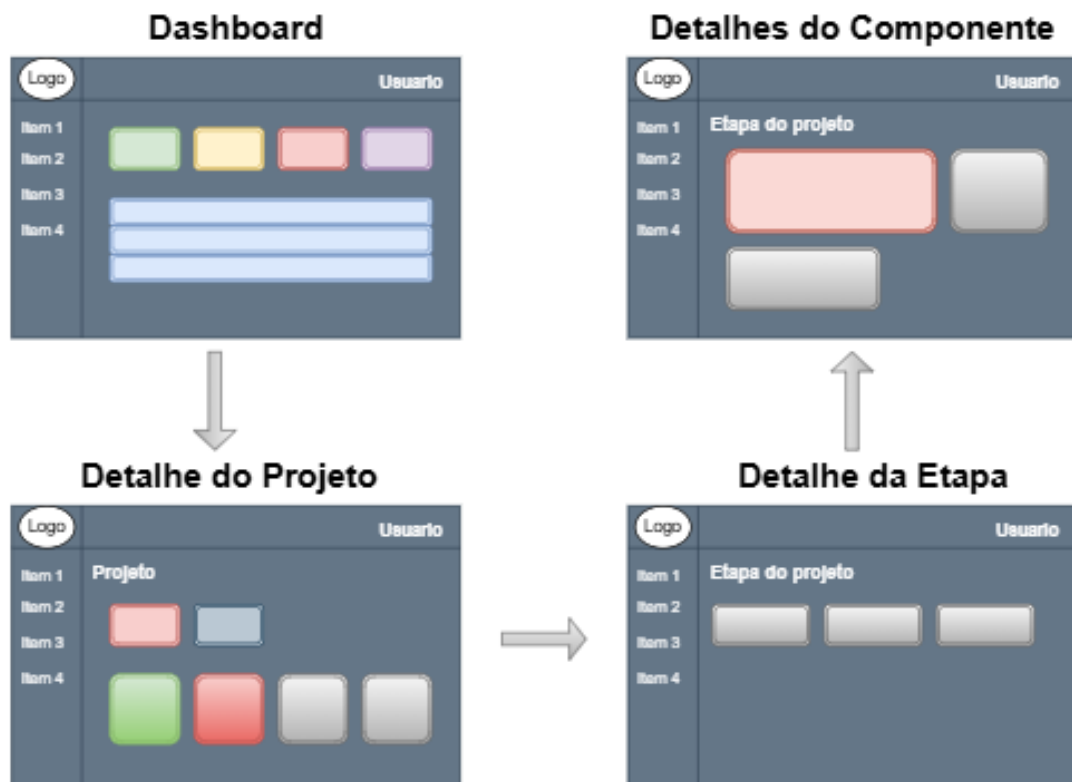 Dashboard
Logo
Usuario
Item 1
Item 2
Item 3
Item 4
Detalhe do Projeto
Logo
Usuario
Item 1
Projeto
Item 2
Item 3
Item 4
Detalhe da Etapa
Logo
Usuario
Item 1
Etapa do projeto
Item 2
Item 3
Item 4
Detalhes do Componente
Logo
Usuario
Item 1
Etapa do projeto
Item 2
Item 3
Item 4